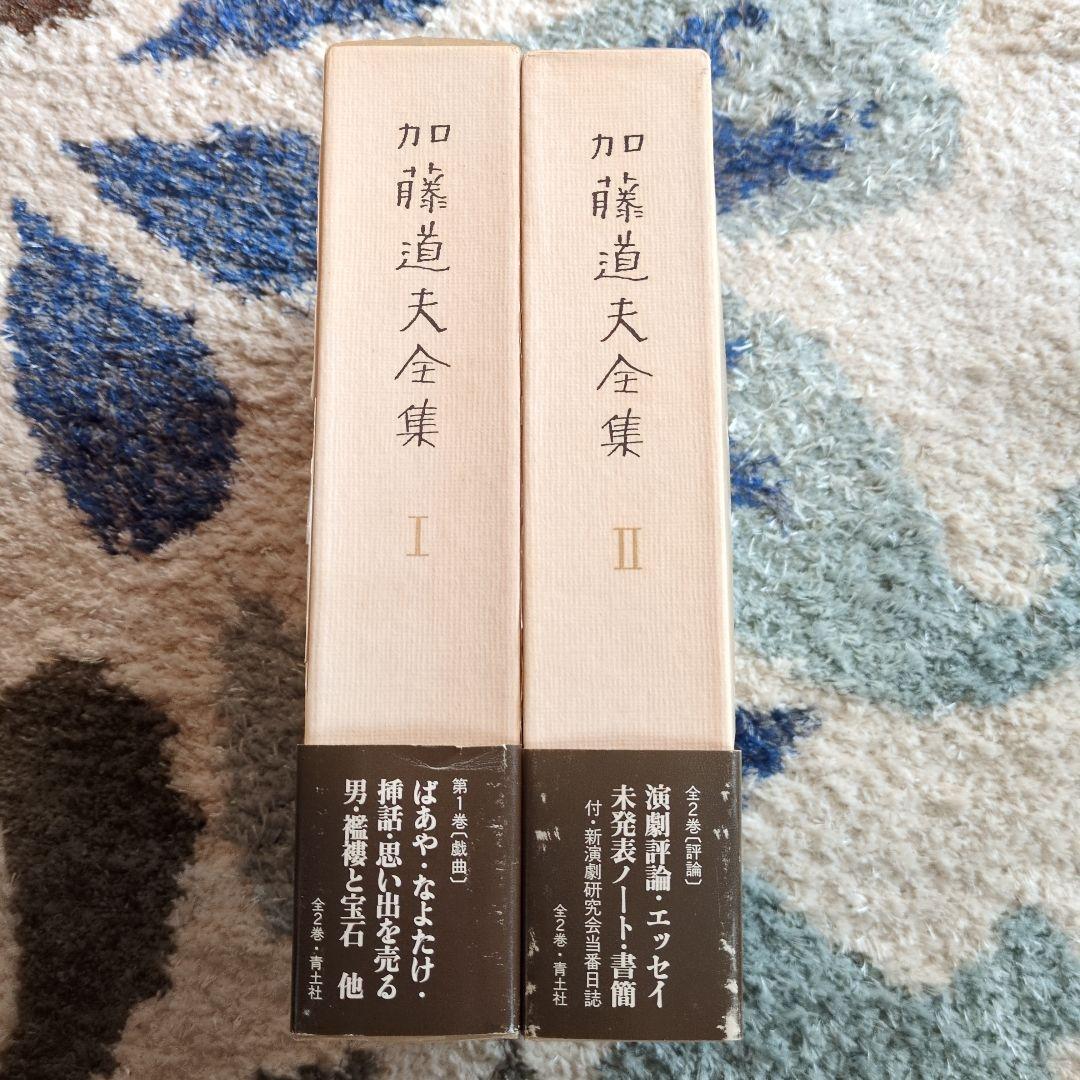 加藤道夫全集
I
第1巻〔戯曲〕
ばあや・なよたけ・
挿話・思い出を売る
男・襤褸と宝石 他
全2巻・青土社
加藤道夫全集
II
全2巻〔評論〕
演劇評論・エッセイ
未発表ノート・書簡
付・新演劇研究会当番日誌
全2巻・青土社